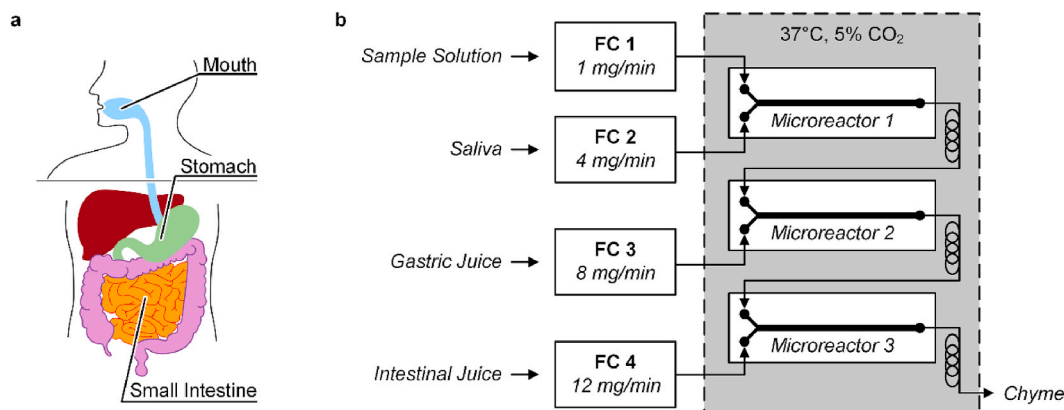 a
Mouth
Stomach
Small Intestine
b
37°C, 5% CO₂
Sample Solution
FC 1
1 mg/min
Microreactor 1
Saliva
FC 2
4 mg/min
Microreactor 2
Gastric Juice
FC 3
8 mg/min
Microreactor 3
Intestinal Juice
FC 4
12 mg/min
Chyme